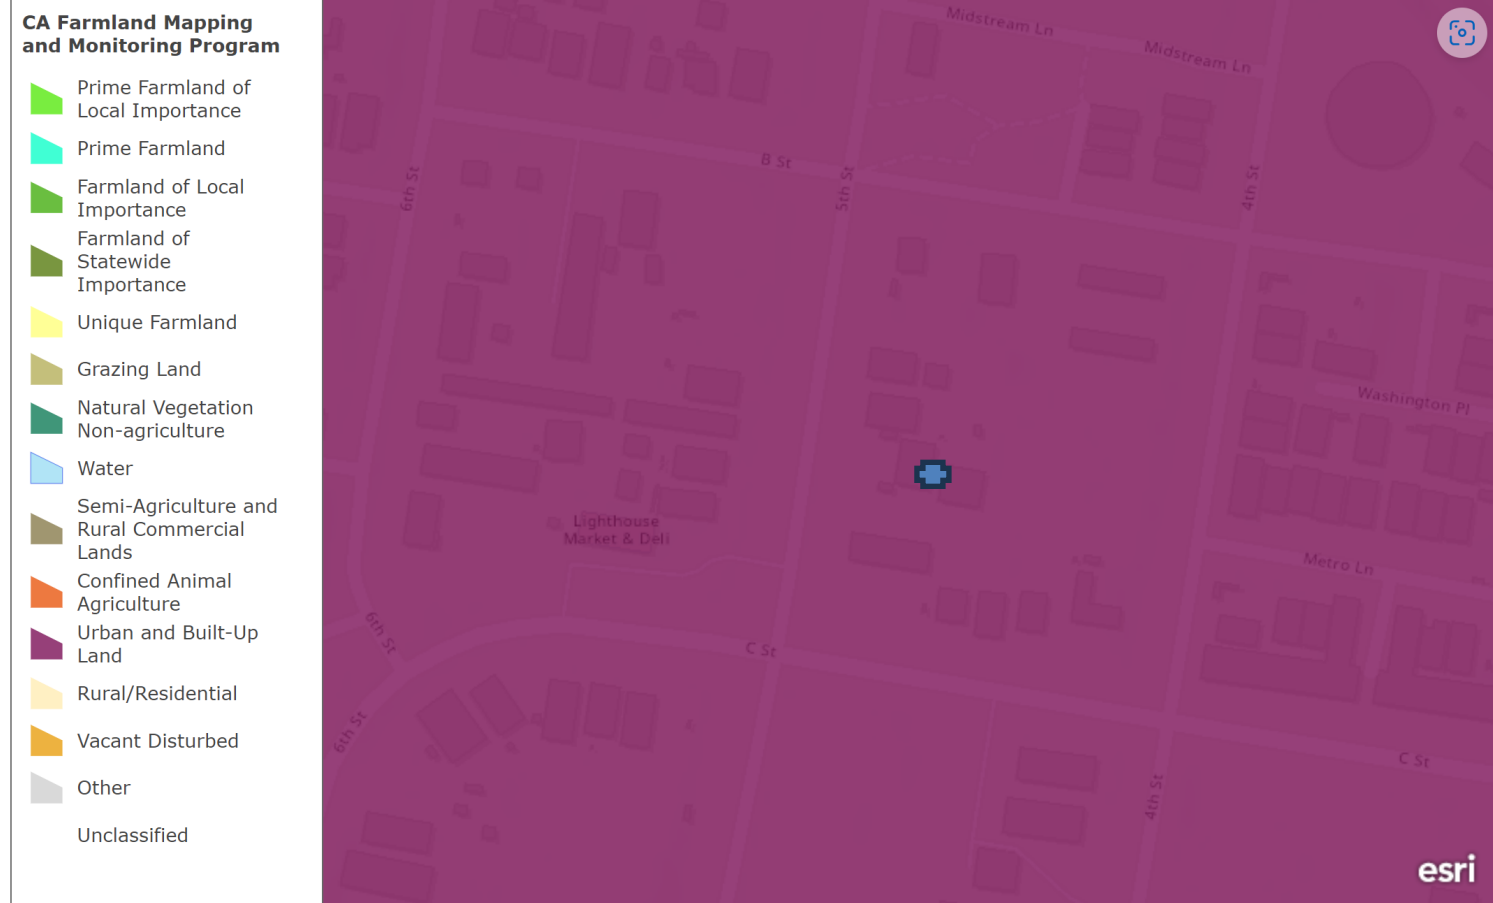 CA Farmland Mapping
and Monitoring Program
Prime Farmland of
Local Importance
Prime Farmland
Farmland of Local
Importance
Farmland of
Statewide
Importance
Unique Farmland
Grazing Land
Natural Vegetation
Non-agriculture
Water
Semi-Agriculture and
Rural Commercial
Lands
Confined Animal
Agriculture
Urban and Built-Up
Land
Rural/Residential
Vacant Disturbed
Other
Unclassified
Midstream Ln
Midstream Ln
B St
6th St
5th St
4th St
Washington Pl
Lighthouse
Market & Deli
Metro Ln
6th St
C St
6th St
C St
4th St
esri